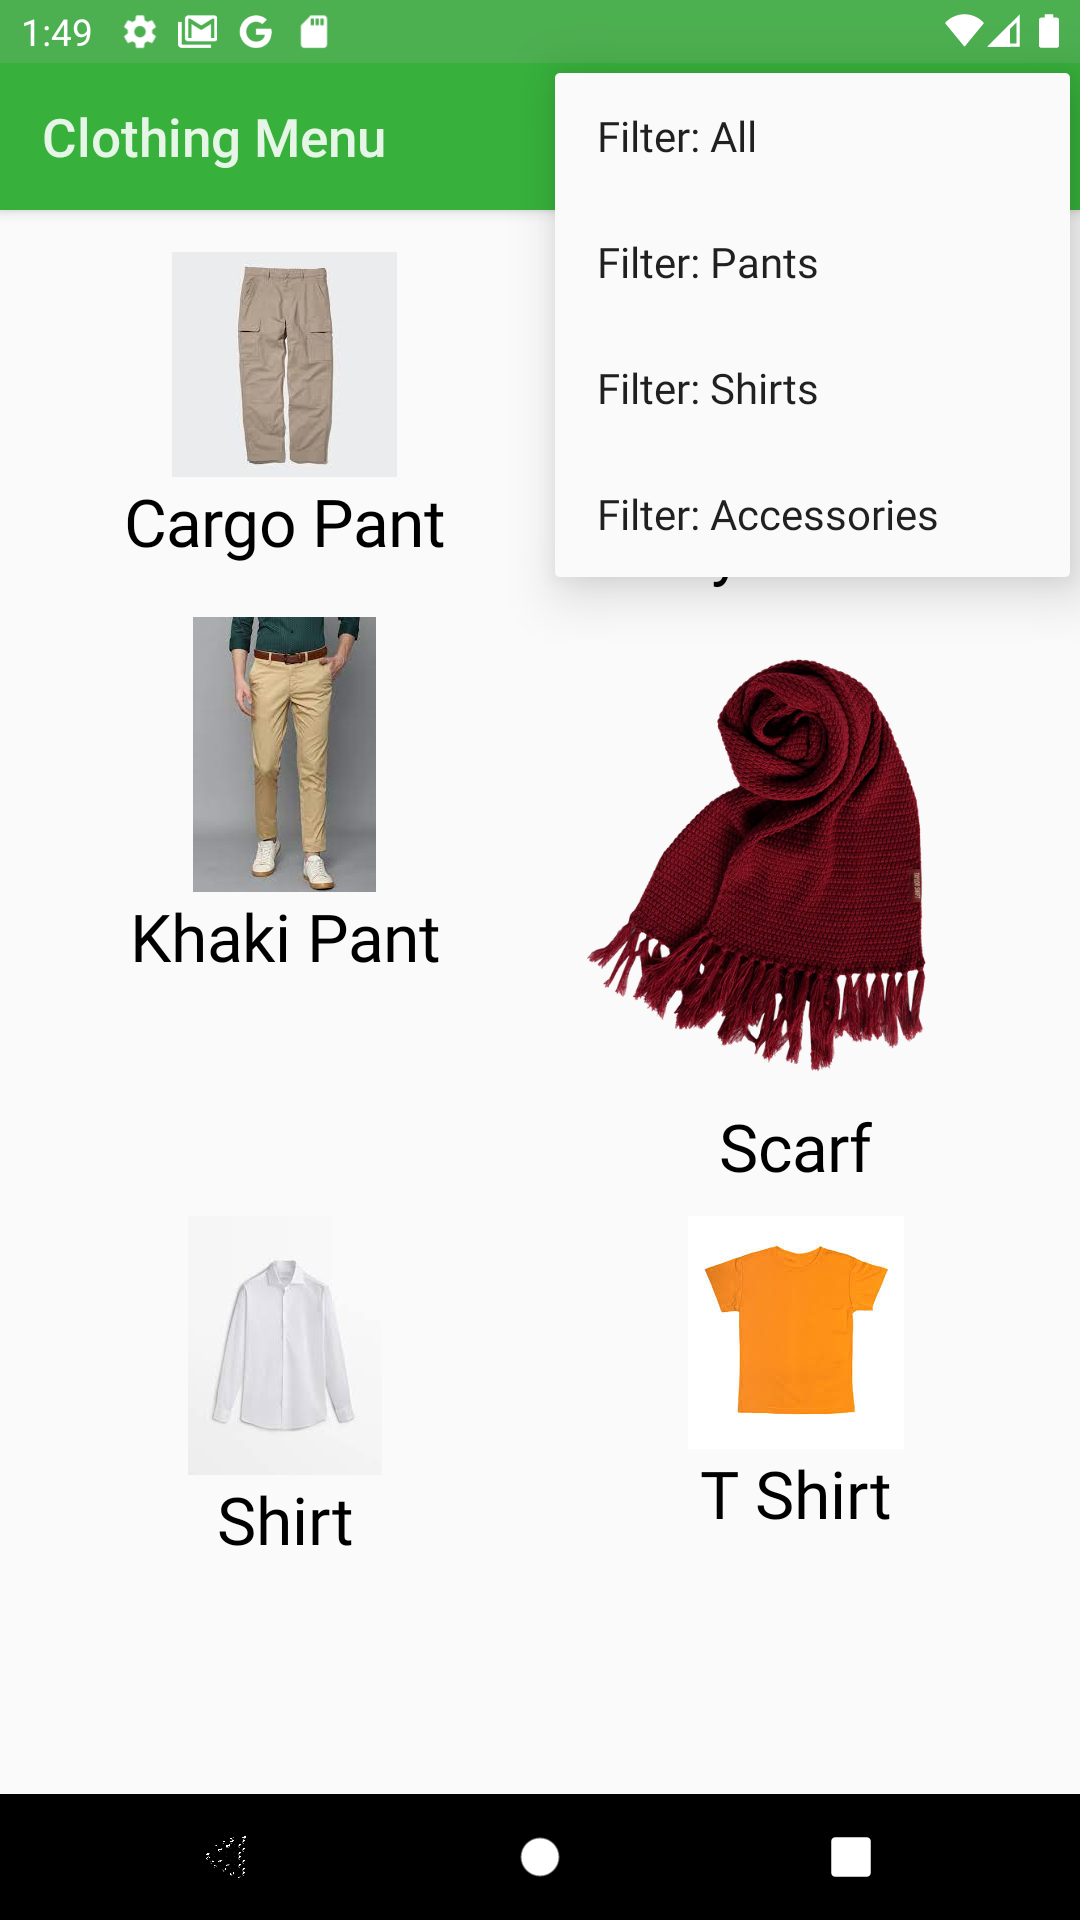 1:49
Clothing Menu
Filter: All
Filter: Pants
Filter: Shirts
Filter: Accessories
Cargo Pant
Khaki Pant
Scarf
Shirt
T Shirt